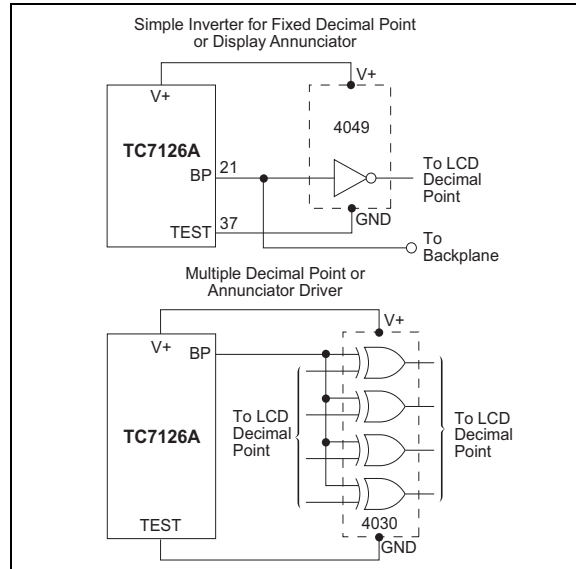 Simple Inverter for Fixed Decimal Point
or Display Annunciator
V+
V+
4049
TC7126A
BP
21
To LCD
Decimal
Point
GND
TEST
37
To
Backplane
Multiple Decimal Point or
Annunciator Driver
V+
V+
BP
To LCD
Decimal
Point
To LCD
Decimal
Point
TC7126A
TEST
4030
GND